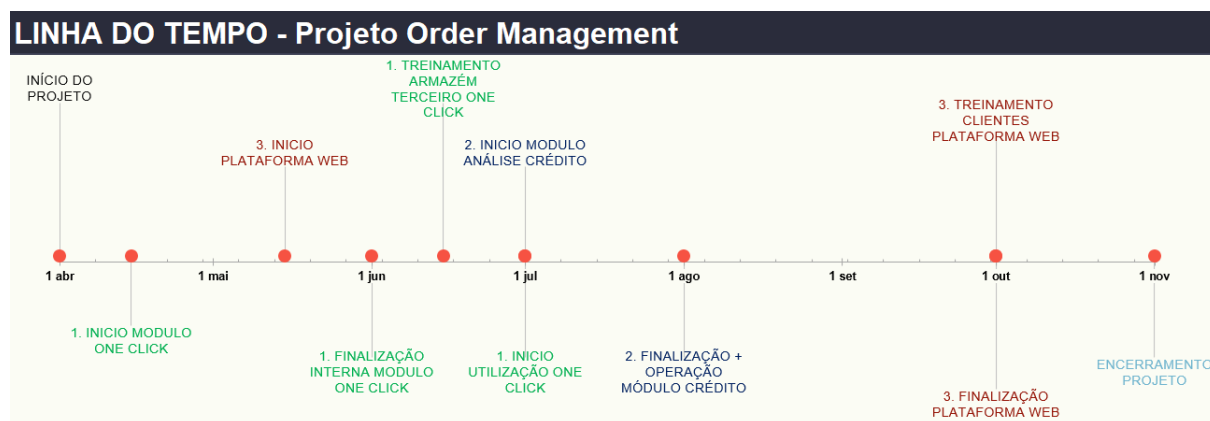 LINHA DO TEMPO - Projeto Order Management
INÍCIO DO
PROJETO
1. TREINAMENTO
ARMAZÉM
TERCEIRO ONE
CLICK
3. INICIO
PLATAFORMA WEB
2. INICIO MODULO
ANÁLISE CRÉDITO
3. TREINAMENTO
CLIENTES
PLATAFORMA WEB
1 abr
1 mai
1 jun
1 jul
1 ago
1 set
1 out
1 nov
1. INICIO MODULO
ONE CLICK
1. FINALIZAÇÃO
INTERNA MODULO
ONE CLICK
1. INICIO
UTILIZAÇÃO ONE
CLICK
2. FINALIZAÇÃO +
OPERAÇÃO
MÓDULO CRÉDITO
3. FINALIZAÇÃO
PLATAFORMA WEB
ENCERRAMENTO
PROJETO